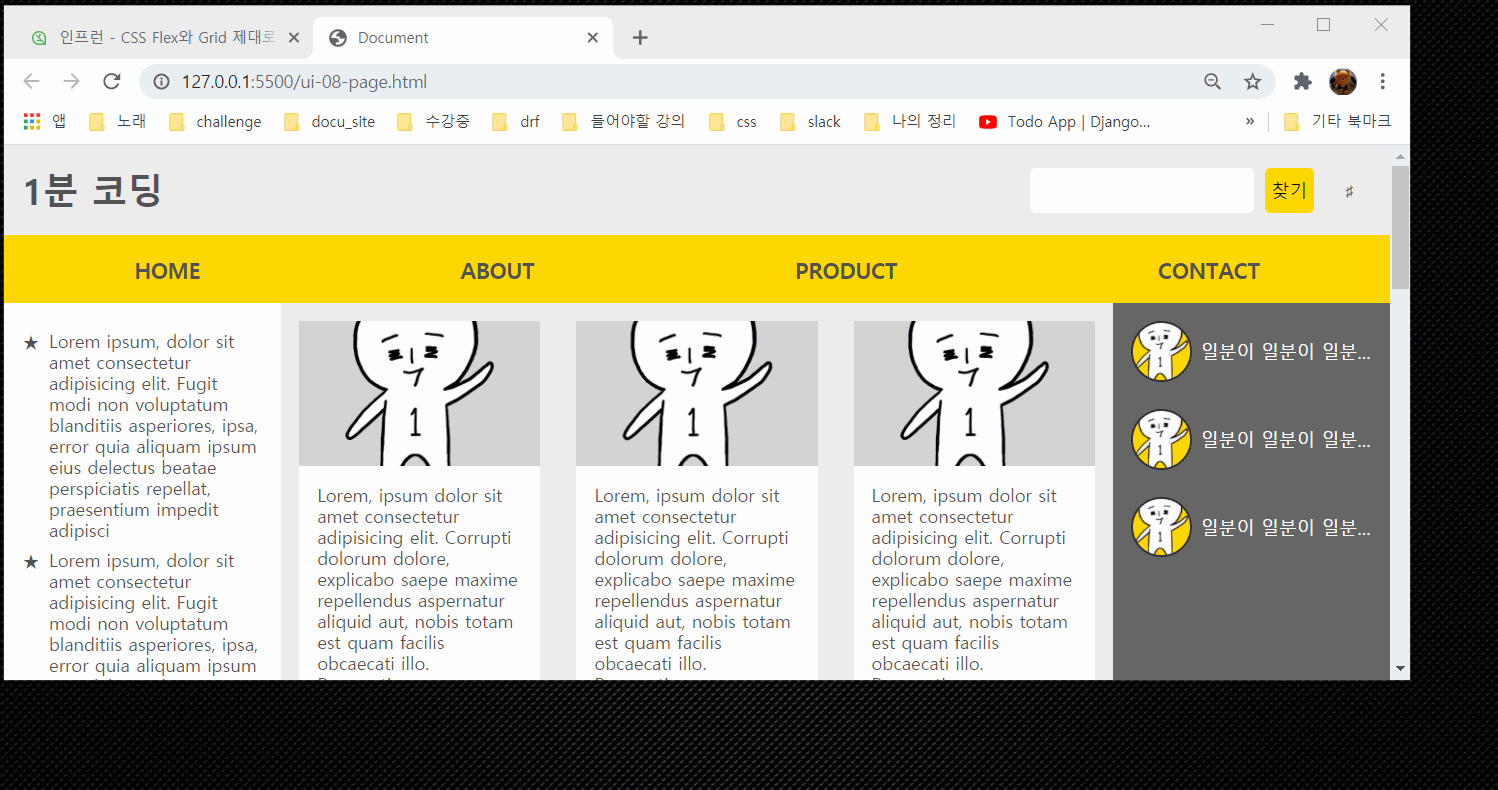 인프런 - CSS Flex와 Grid 제대로
Document
127.0.0.1:5500/ui-08-page.html
앱 노래 challenge docu_site 수강중 drf 들어야할 강의 css slack 나의 정리 Todo App | Django... » 기타 북마크
1분 코딩
찾기
♯
HOME ABOUT PRODUCT CONTACT
★ Lorem ipsum, dolor sit
amet consectetur
adipisicing elit. Fugit
modi non voluptatum
blanditiis asperiores, ipsa,
error quia aliquam ipsum
eius delectus beatae
perspiciatis repellat,
praesentium impedit
adipisci
★ Lorem ipsum, dolor sit
amet consectetur
adipisicing elit. Fugit
modi non voluptatum
blanditiis asperiores, ipsa,
error quia aliquam ipsum
1
Lorem, ipsum dolor sit
amet consectetur
adipisicing elit. Corrupti
dolorum dolore,
explicabo saepe maxime
repellendus aspernatur
aliquid aut, nobis totam
est quam facilis
obcaecati illo.
1
Lorem, ipsum dolor sit
amet consectetur
adipisicing elit. Corrupti
dolorum dolore,
explicabo saepe maxime
repellendus aspernatur
aliquid aut, nobis totam
est quam facilis
obcaecati illo.
1
Lorem, ipsum dolor sit
amet consectetur
adipisicing elit. Corrupti
dolorum dolore,
explicabo saepe maxime
repellendus aspernatur
aliquid aut, nobis totam
est quam facilis
obcaecati illo.
1
일분이 일분이 일분...
1
일분이 일분이 일분...
1
일분이 일분이 일분...